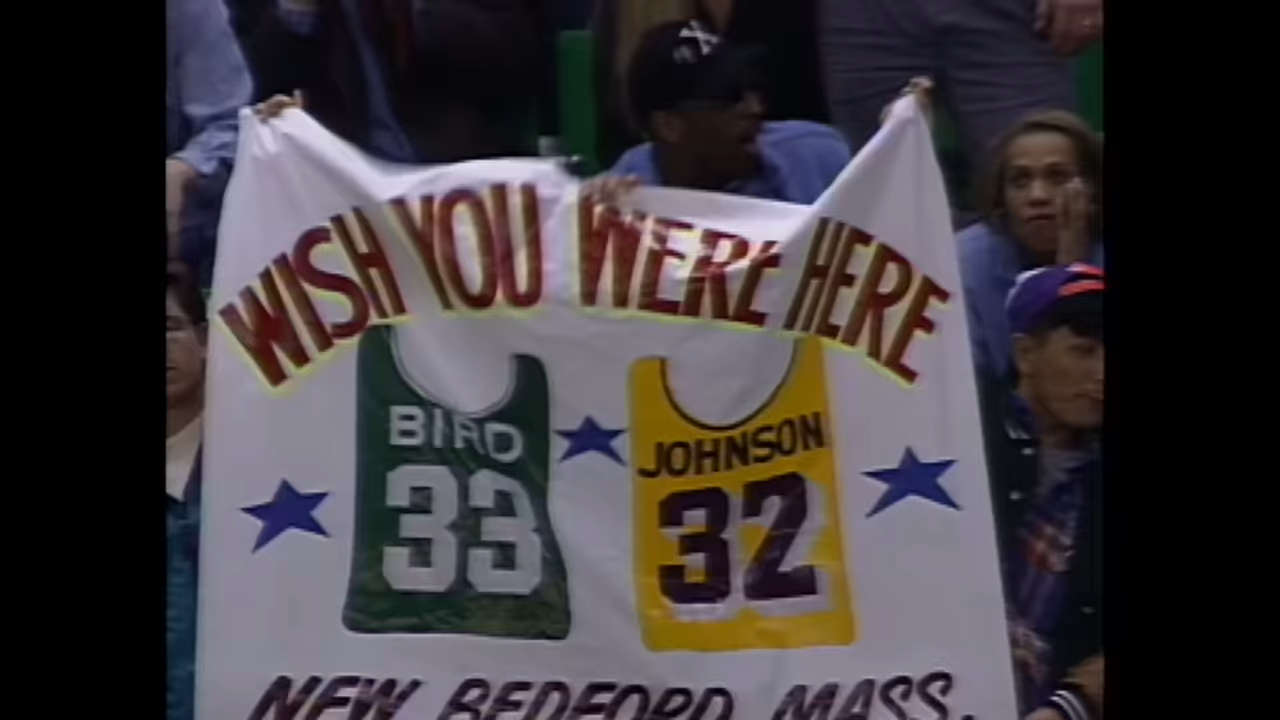 WISH YOU WERE HERE
BIRD
33
JOHNSON
32
NEW BEDFORD, MASS.